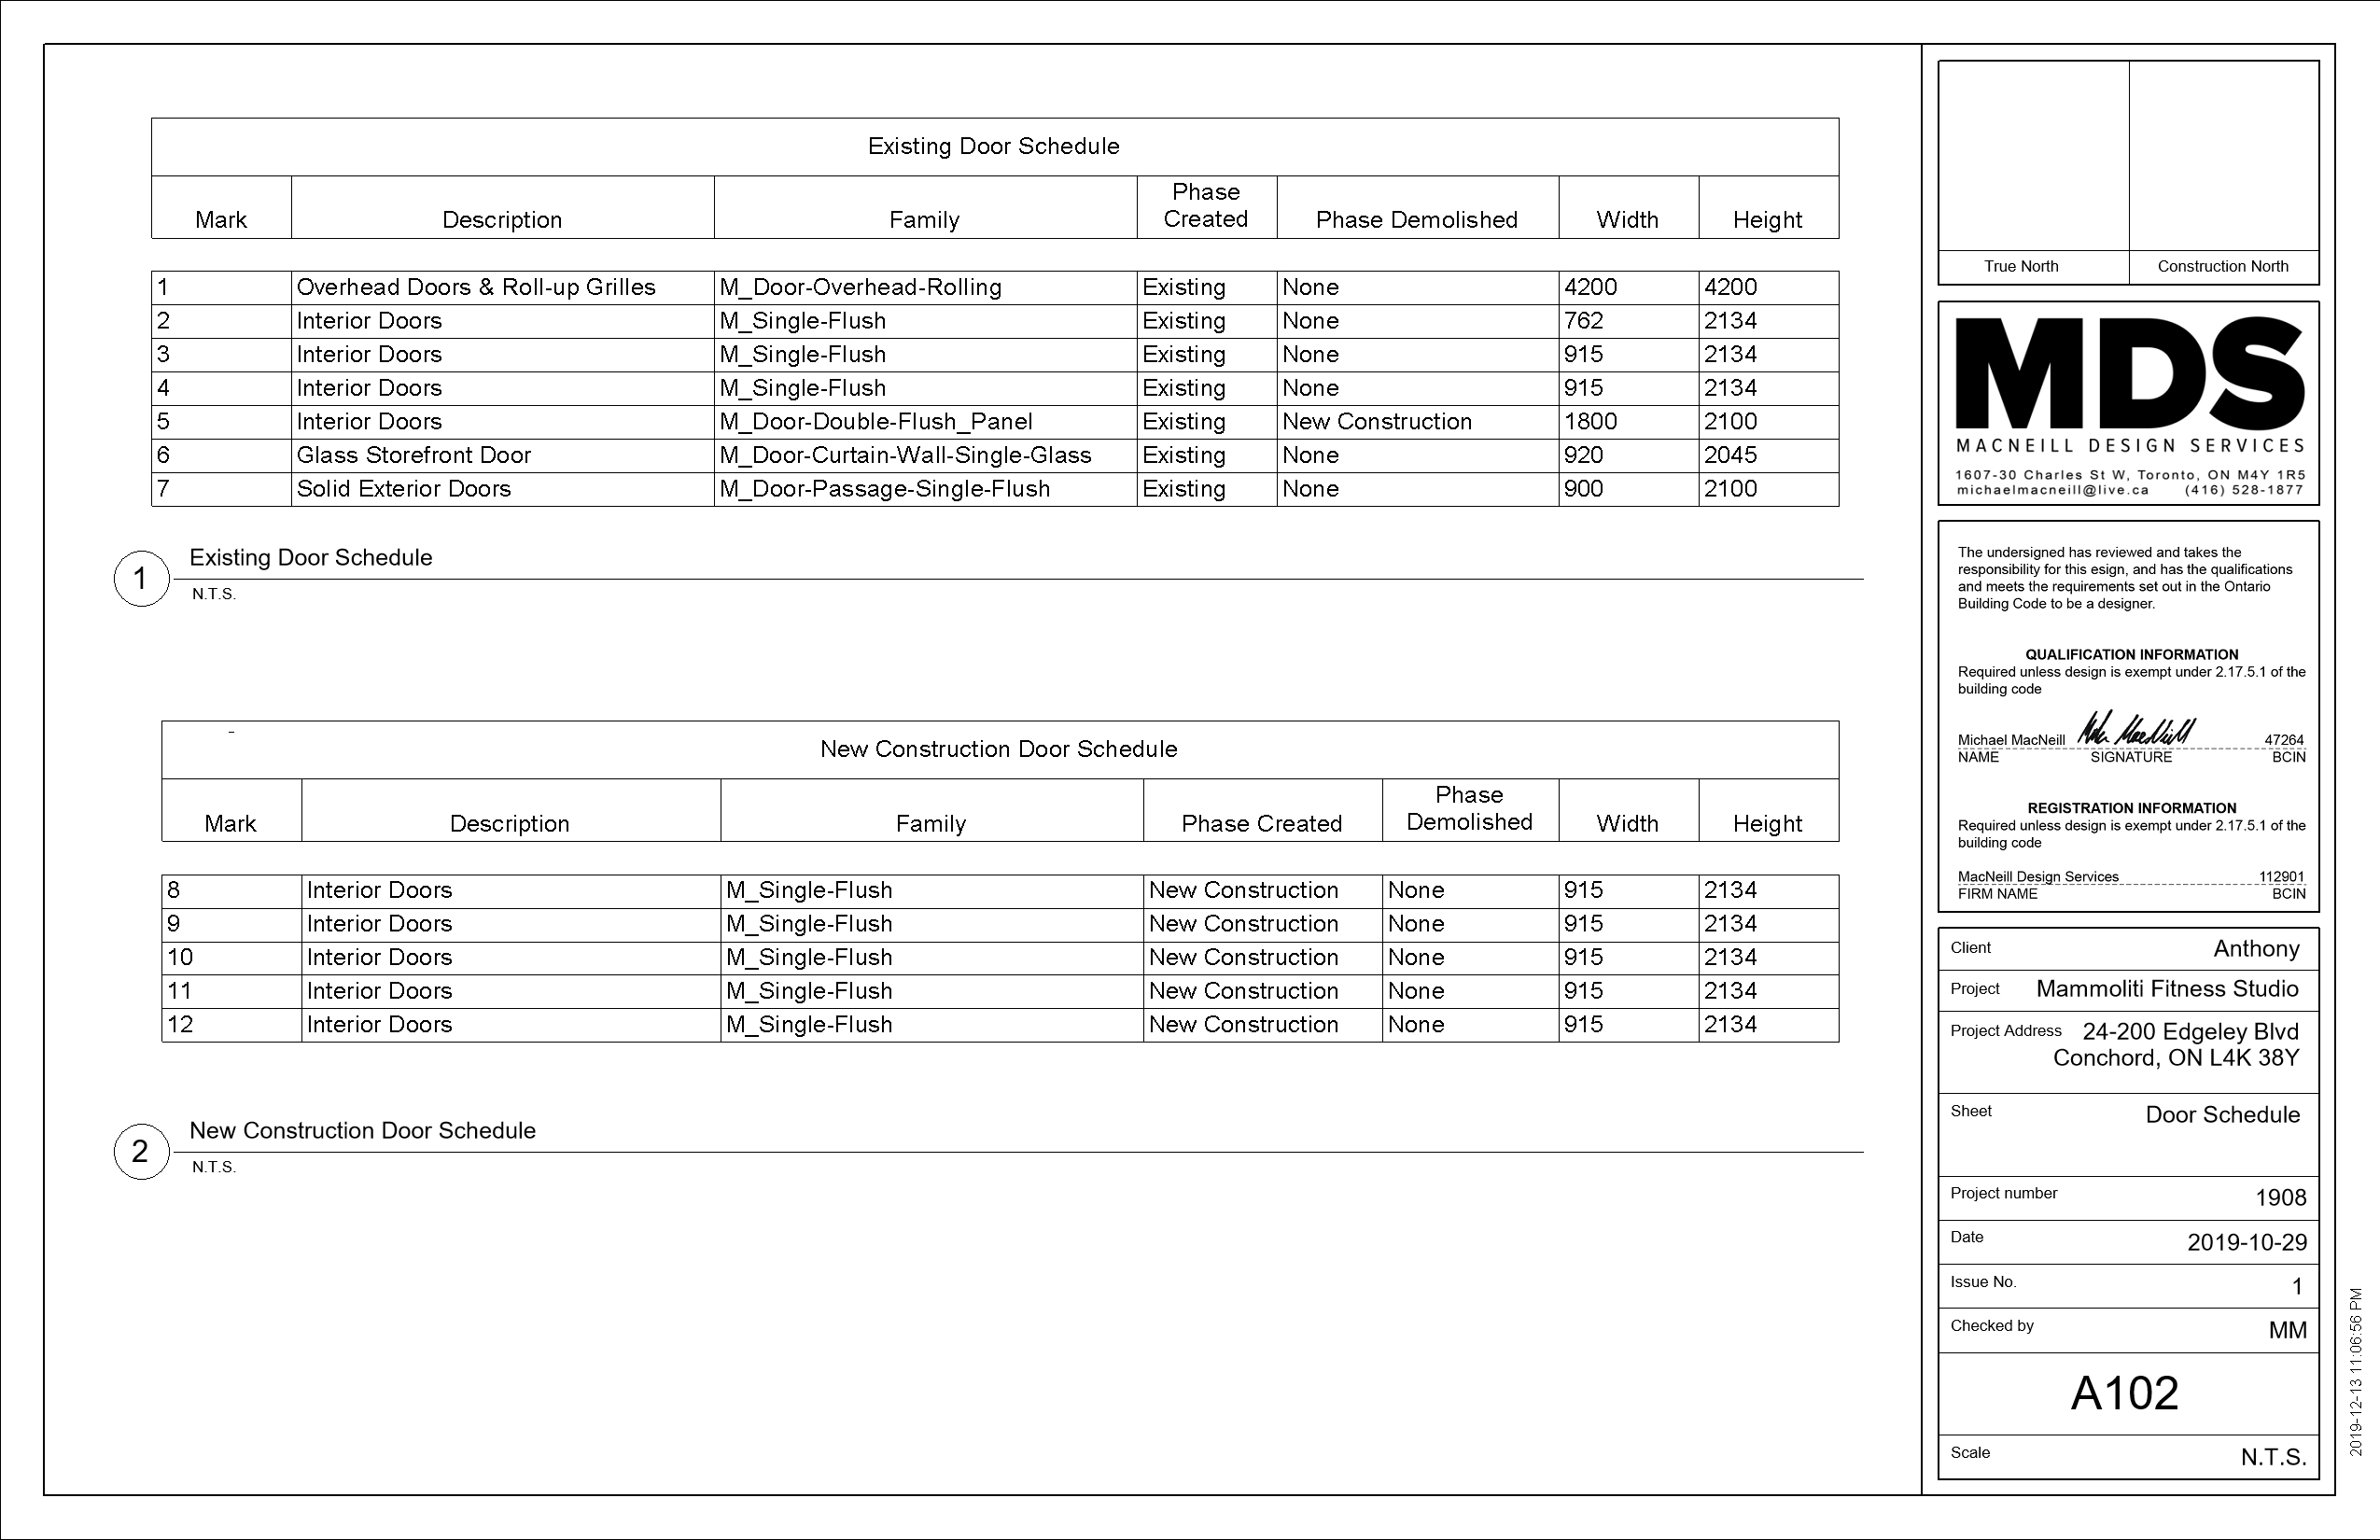 Existing Door Schedule
Mark Description Family Phase Created Phase Demolished Width Height
1 Overhead Doors & Roll-up Grilles M_Door-Overhead-Rolling Existing None 4200 4200
2 Interior Doors M_Single-Flush Existing None 762 2134
3 Interior Doors M_Single-Flush Existing None 915 2134
4 Interior Doors M_Single-Flush Existing None 915 2134
5 Interior Doors M_Door-Double-Flush_Panel Existing New Construction 1800 2100
6 Glass Storefront Door M_Door-Curtain-Wall-Single-Glass Existing None 920 2045
7 Solid Exterior Doors M_Door-Passage-Single-Flush Existing None 900 2100
1 Existing Door Schedule
N.T.S.
New Construction Door Schedule
Mark Description Family Phase Created Phase Demolished Width Height
8 Interior Doors M_Single-Flush New Construction None 915 2134
9 Interior Doors M_Single-Flush New Construction None 915 2134
10 Interior Doors M_Single-Flush New Construction None 915 2134
11 Interior Doors M_Single-Flush New Construction None 915 2134
12 Interior Doors M_Single-Flush New Construction None 915 2134
2 New Construction Door Schedule
N.T.S.
True North Construction North
MDS
MACNEILL DESIGN SERVICES
1607-30 Charles St W, Toronto, ON M4Y 1R5
michaelmacneill@live.ca (416) 528-1877
The undersigned has reviewed and takes the
responsibility for this esign, and has the qualifications
and meets the requirements set out in the Ontario
Building Code to be a designer.
QUALIFICATION INFORMATION
Required unless design is exempt under 2.17.5.1 of the
building code
Michael MacNeill Mike MacNeill 47264
NAME SIGNATURE BCIN
REGISTRATION INFORMATION
Required unless design is exempt under 2.17.5.1 of the
building code
MacNeill Design Services 112901
FIRM NAME BCIN
Client Anthony
Project Mammoliti Fitness Studio
Project Address 24-200 Edgeley Blvd
Conchord, ON L4K 38Y
Sheet Door Schedule
Project number 1908
Date 2019-10-29
Issue No. 1
Checked by MM
A102
Scale N.T.S.
2019-12-13 11:06:56 PM